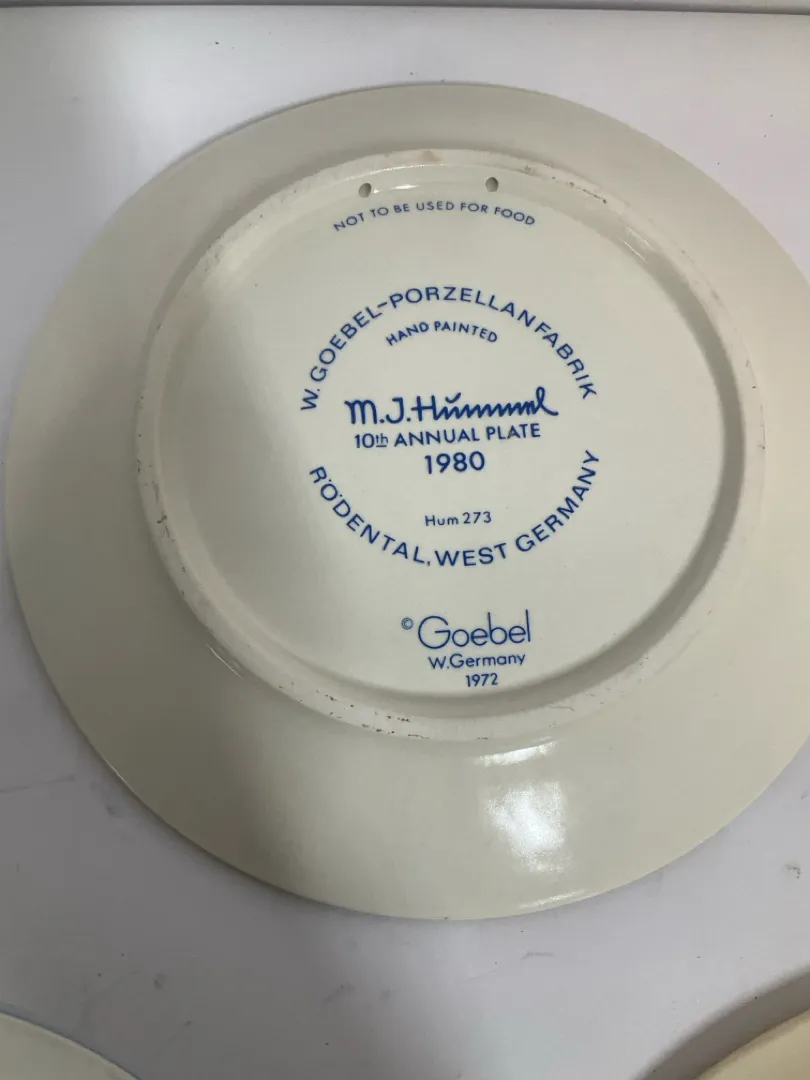 NOT TO BE USED FOR FOOD
W. GOEBEL-PORZELLANFABRIK
HAND PAINTED
M.J.Hummel
10th ANNUAL PLATE
1980
Hum 273
RÖDENTAL, WEST GERMANY
© Goebel
W.Germany
1972